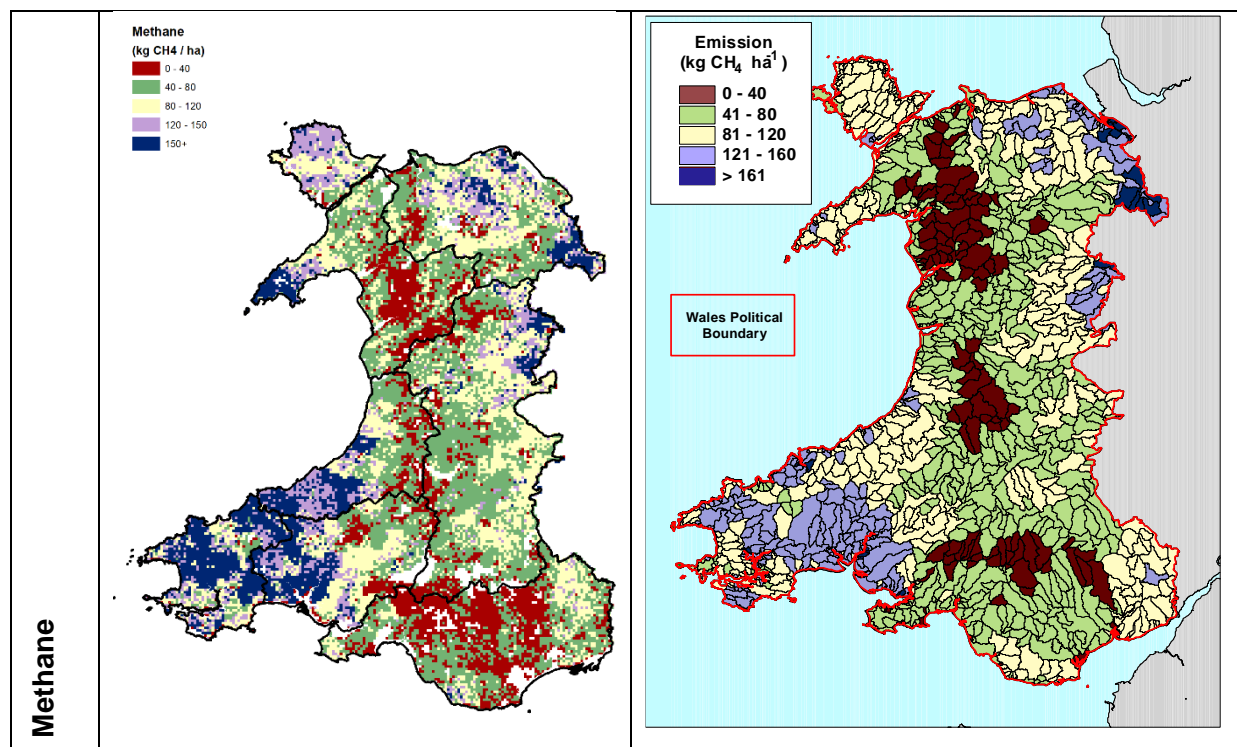 Methane
Methane
(kg CH4 / ha)
0 - 40
40 - 80
80 - 120
120 - 150
150+
Emission
(kg CH4 ha-1 )
0 - 40
41 - 80
81 - 120
121 - 160
> 161
Wales Political
Boundary